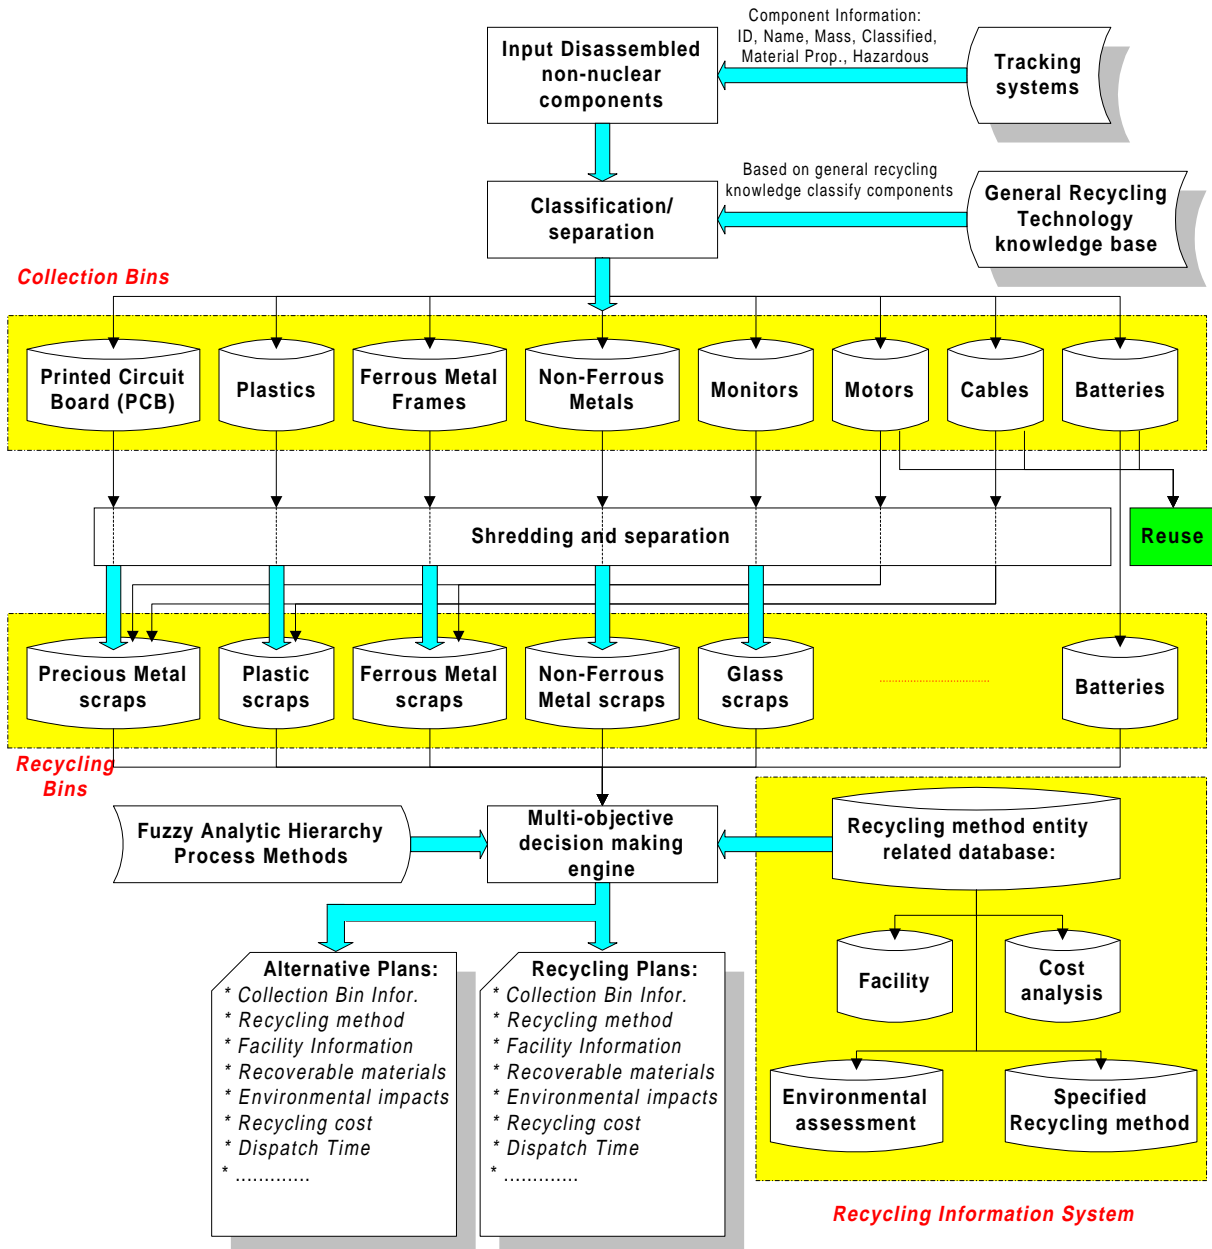 Component Information:
ID, Name, Mass, Classified,
Material Prop., Hazardous
Input Disassembled
non-nuclear
components
Tracking
systems
Based on general recycling
knowledge classify components
Classification/
separation
General Recycling
Technology
knowledge base
Collection Bins
Printed Circuit
Board (PCB)
Plastics
Ferrous Metal
Frames
Non-Ferrous
Metals
Monitors
Motors
Cables
Batteries
Shredding and separation
Reuse
Precious Metal
scraps
Plastic
scraps
Ferrous Metal
scraps
Non-Ferrous
Metal scraps
Glass
scraps
..................................
Batteries
Recycling
Bins
Fuzzy Analytic Hierarchy
Process Methods
Multi-objective
decision making
engine
Recycling method entity
related database:
Facility
Cost
analysis
Environmental
assessment
Specified
Recycling method
Alternative Plans:
* Collection Bin Infor.
* Recycling method
* Facility Information
* Recoverable materials
* Environmental impacts
* Recycling cost
* Dispatch Time
* .............
Recycling Plans:
* Collection Bin Infor.
* Recycling method
* Facility Information
* Recoverable materials
* Environmental impacts
* Recycling cost
* Dispatch Time
* .............
Recycling Information System